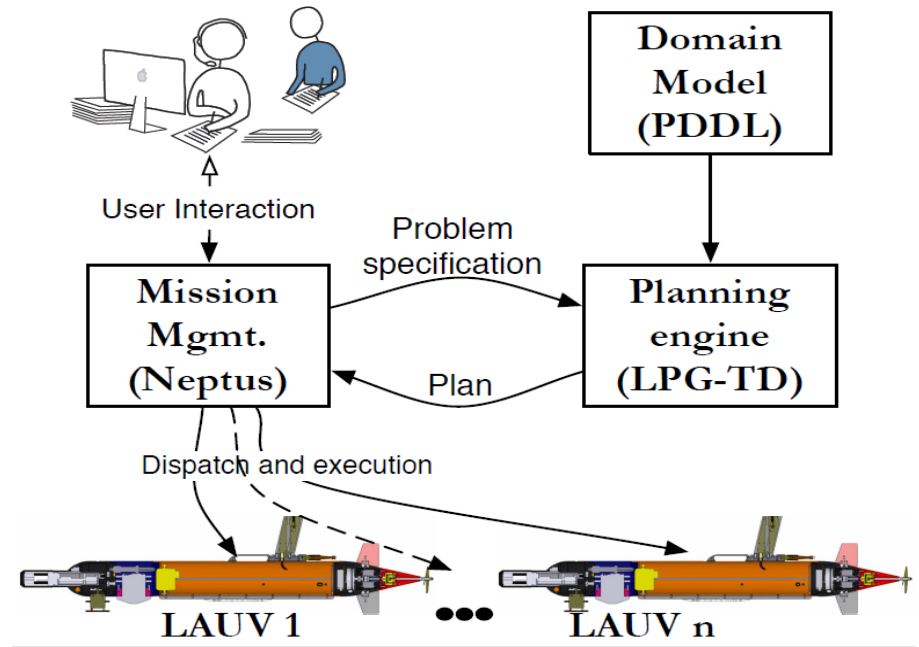 Domain
Model
(PDDL)
User Interaction
Problem
specification
Mission
Mgmt.
(Neptus)
Planning
engine
(LPG-TD)
Plan
Dispatch and execution
LAUV 1
LAUV n